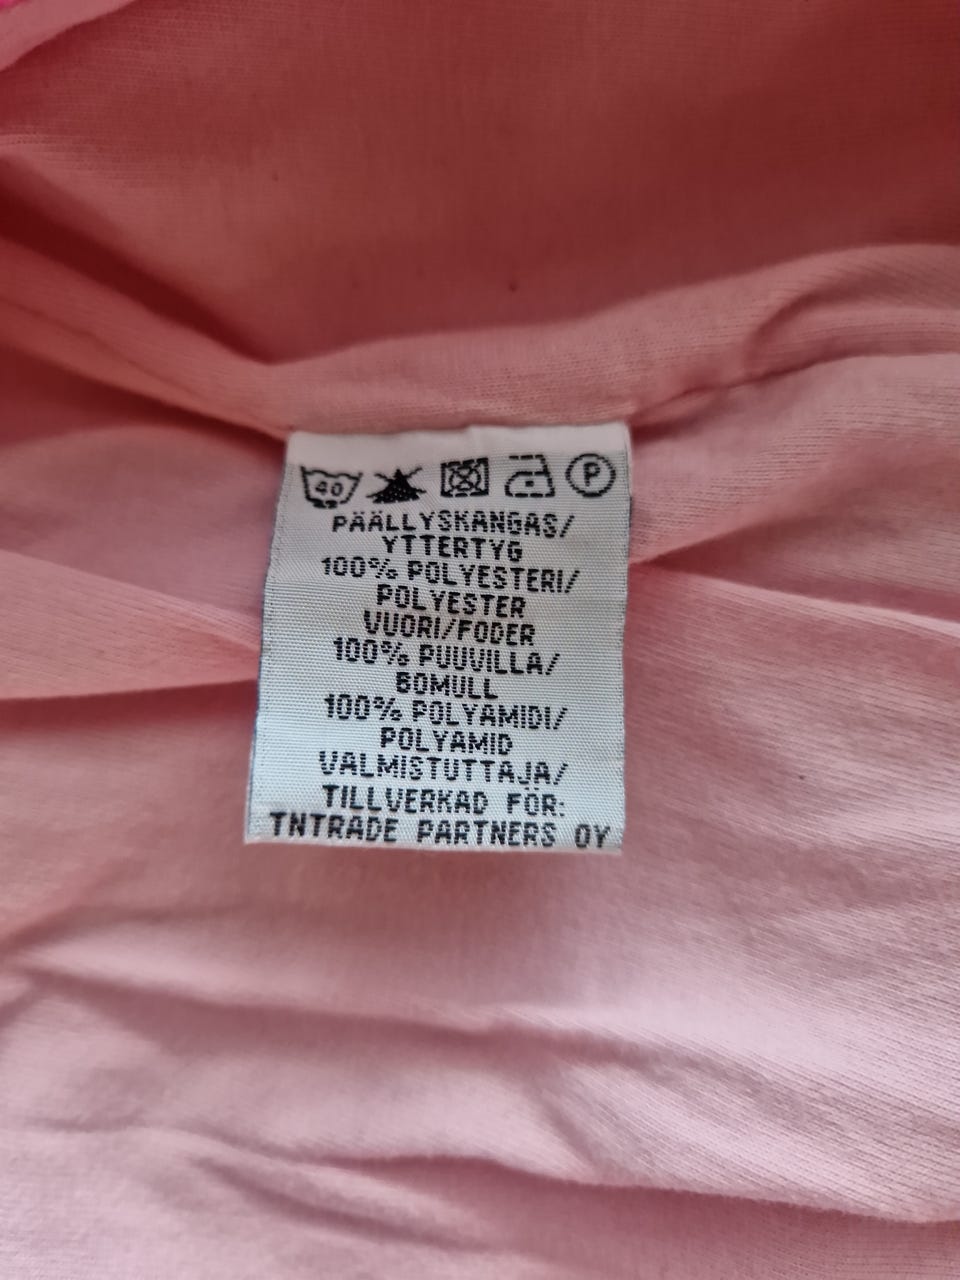 40 P
PÄÄLLYSKANGAS/
YTTERTYG
100% POLYESTERI/
POLYESTER
VUORI/FODER
100% PUUVILLA/
BOMULL
100% POLYAMIDI/
POLYAMID
VALMISTUTTAJA/
TILLVERKAD FÖR:
TNTRADE PARTNERS OY